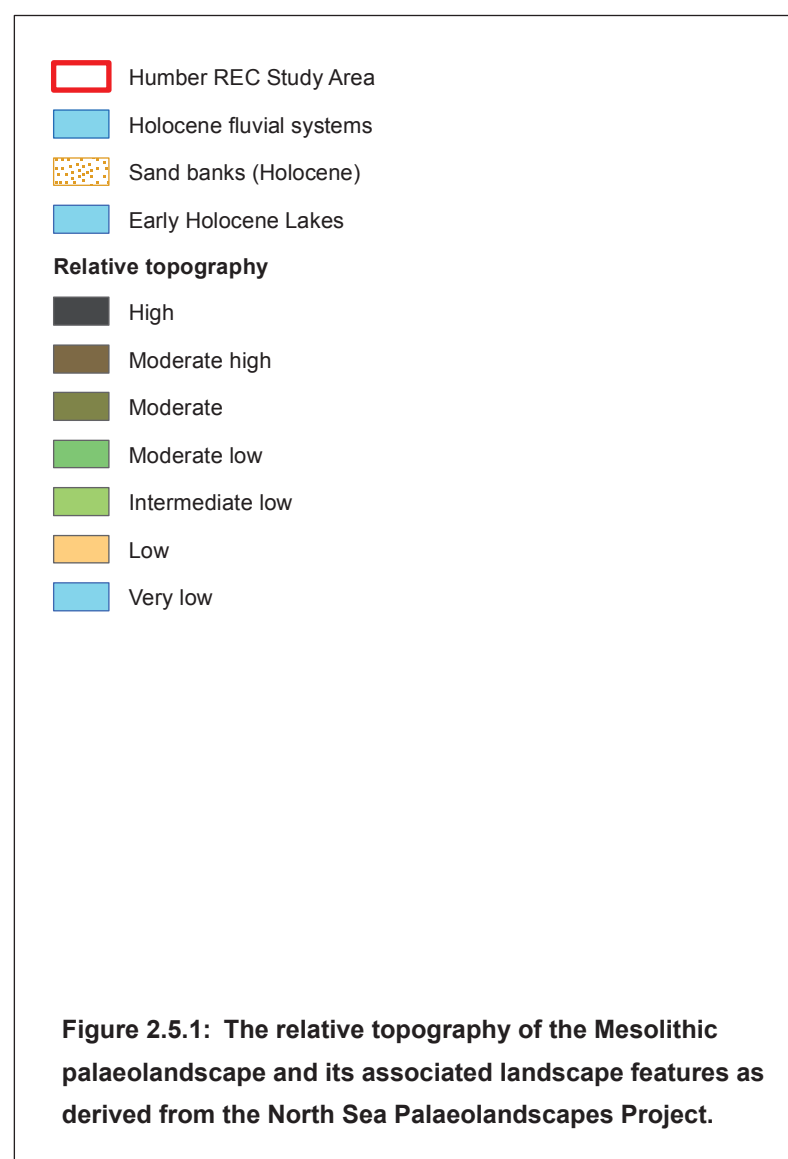 Humber REC Study Area
Holocene fluvial systems
Sand banks (Holocene)
Early Holocene Lakes
Relative topography
High
Moderate high
Moderate
Moderate low
Intermediate low
Low
Very low
Figure 2.5.1: The relative topography of the Mesolithic
palaeolandscape and its associated landscape features as
derived from the North Sea Palaeolandscapes Project.